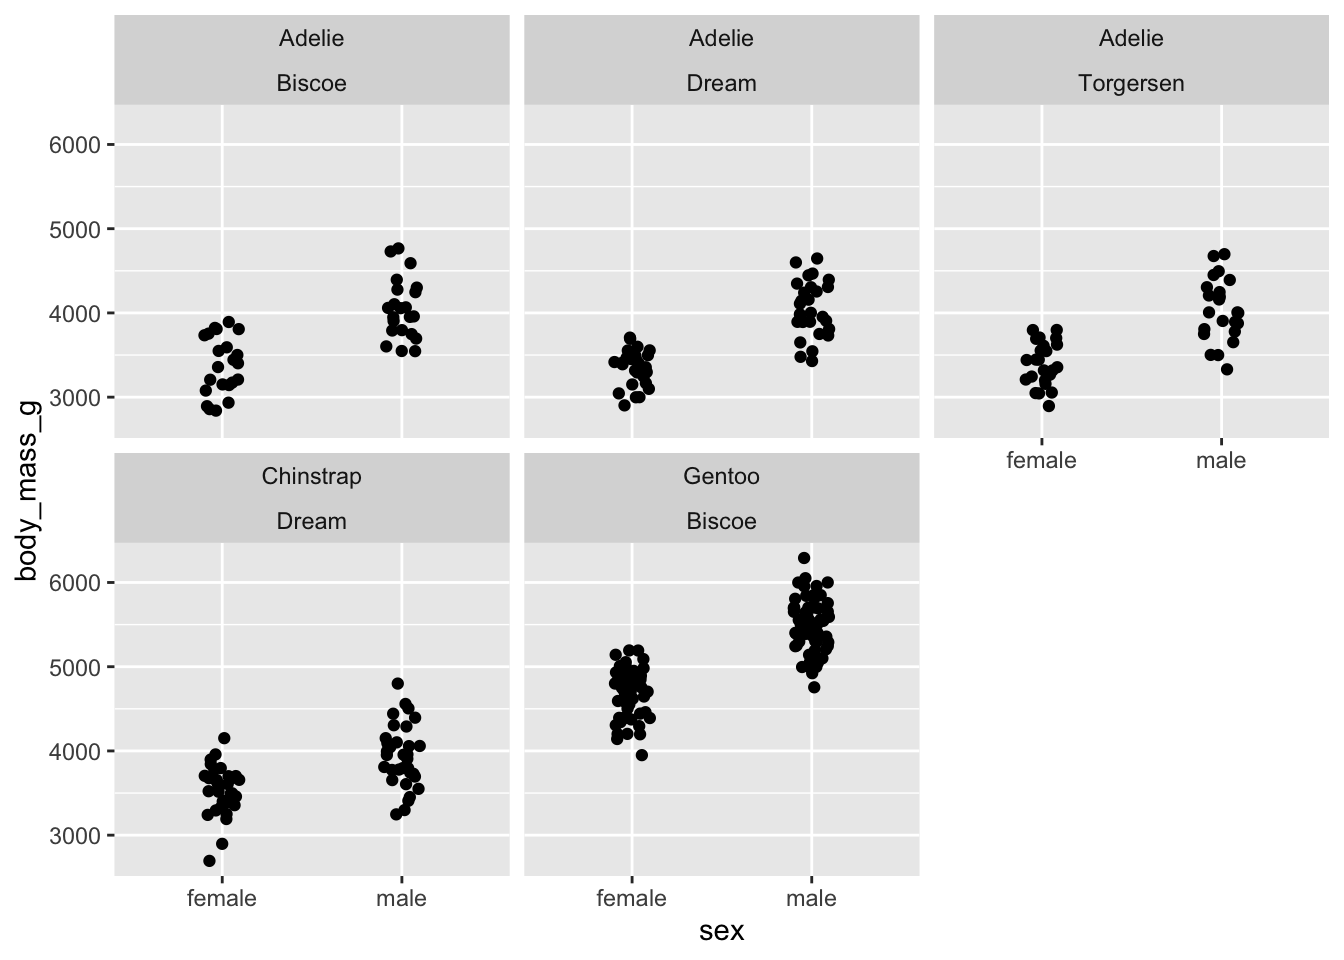 Adelie
Biscoe
Adelie
Dream
Adelie
Torgersen
6000
5000
4000
3000
female
male
Chinstrap
Dream
Gentoo
Biscoe
6000
5000
4000
3000
female
male
female
male
sex
body_mass_g